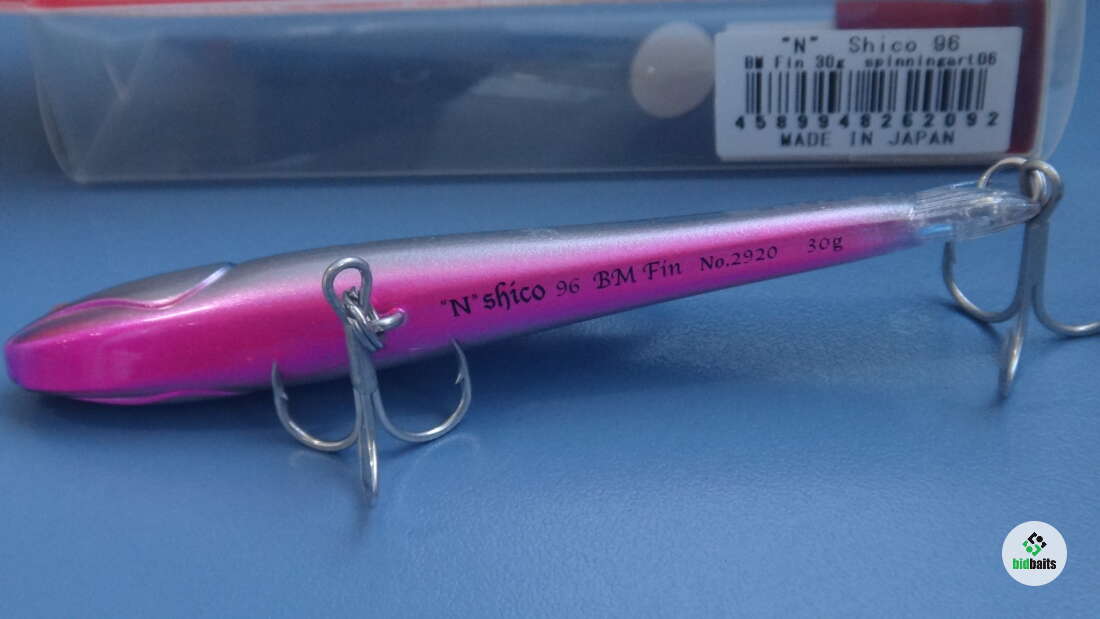 "N" Shico 96
BM Fin 30g spinningart06
4589948262092
MADE IN JAPAN
"N" shico 96 BM Fin No.2920 30g
bidbaits